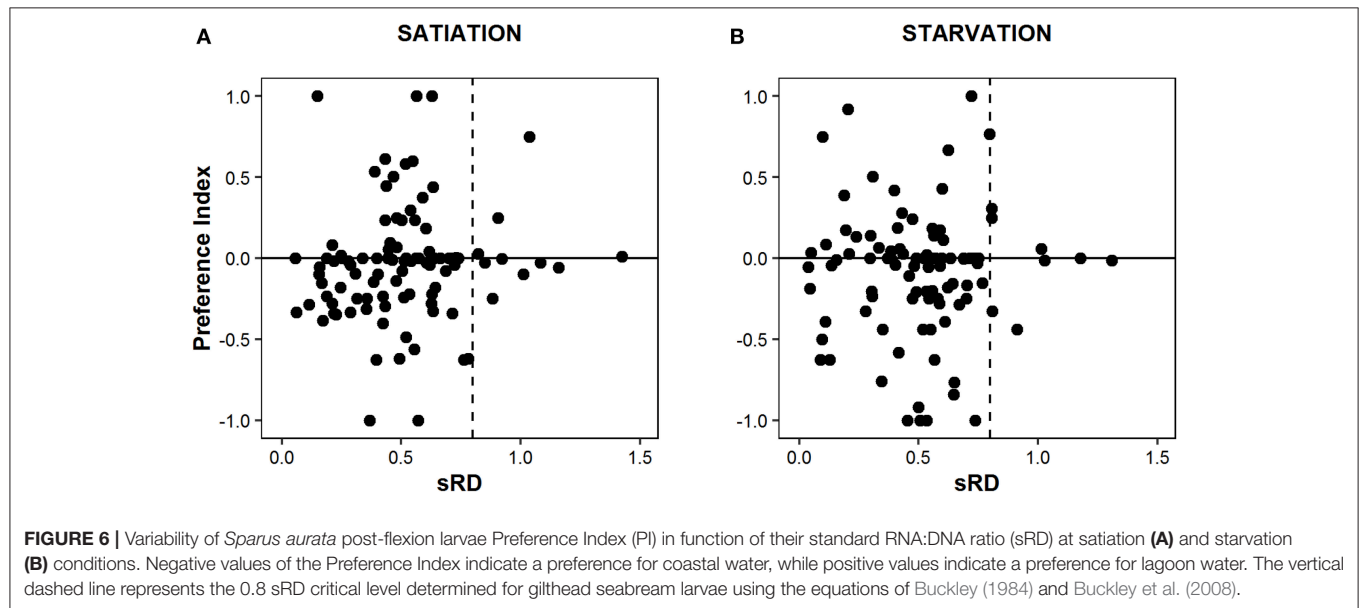 A SATIATION
B STARVATION
Preference Index
1.0
0.5
0.0
-0.5
-1.0
0.0 0.5 1.0 1.5
sRD
1.0
0.5
0.0
-0.5
-1.0
0.0 0.5 1.0 1.5
sRD
FIGURE 6 | Variability of Sparus aurata post-flexion larvae Preference Index (PI) in function of their standard RNA:DNA ratio (sRD) at satiation (A) and starvation
(B) conditions. Negative values of the Preference Index indicate a preference for coastal water, while positive values indicate a preference for lagoon water. The vertical
dashed line represents the 0.8 sRD critical level determined for gilthead seabream larvae using the equations of Buckley (1984) and Buckley et al. (2008).